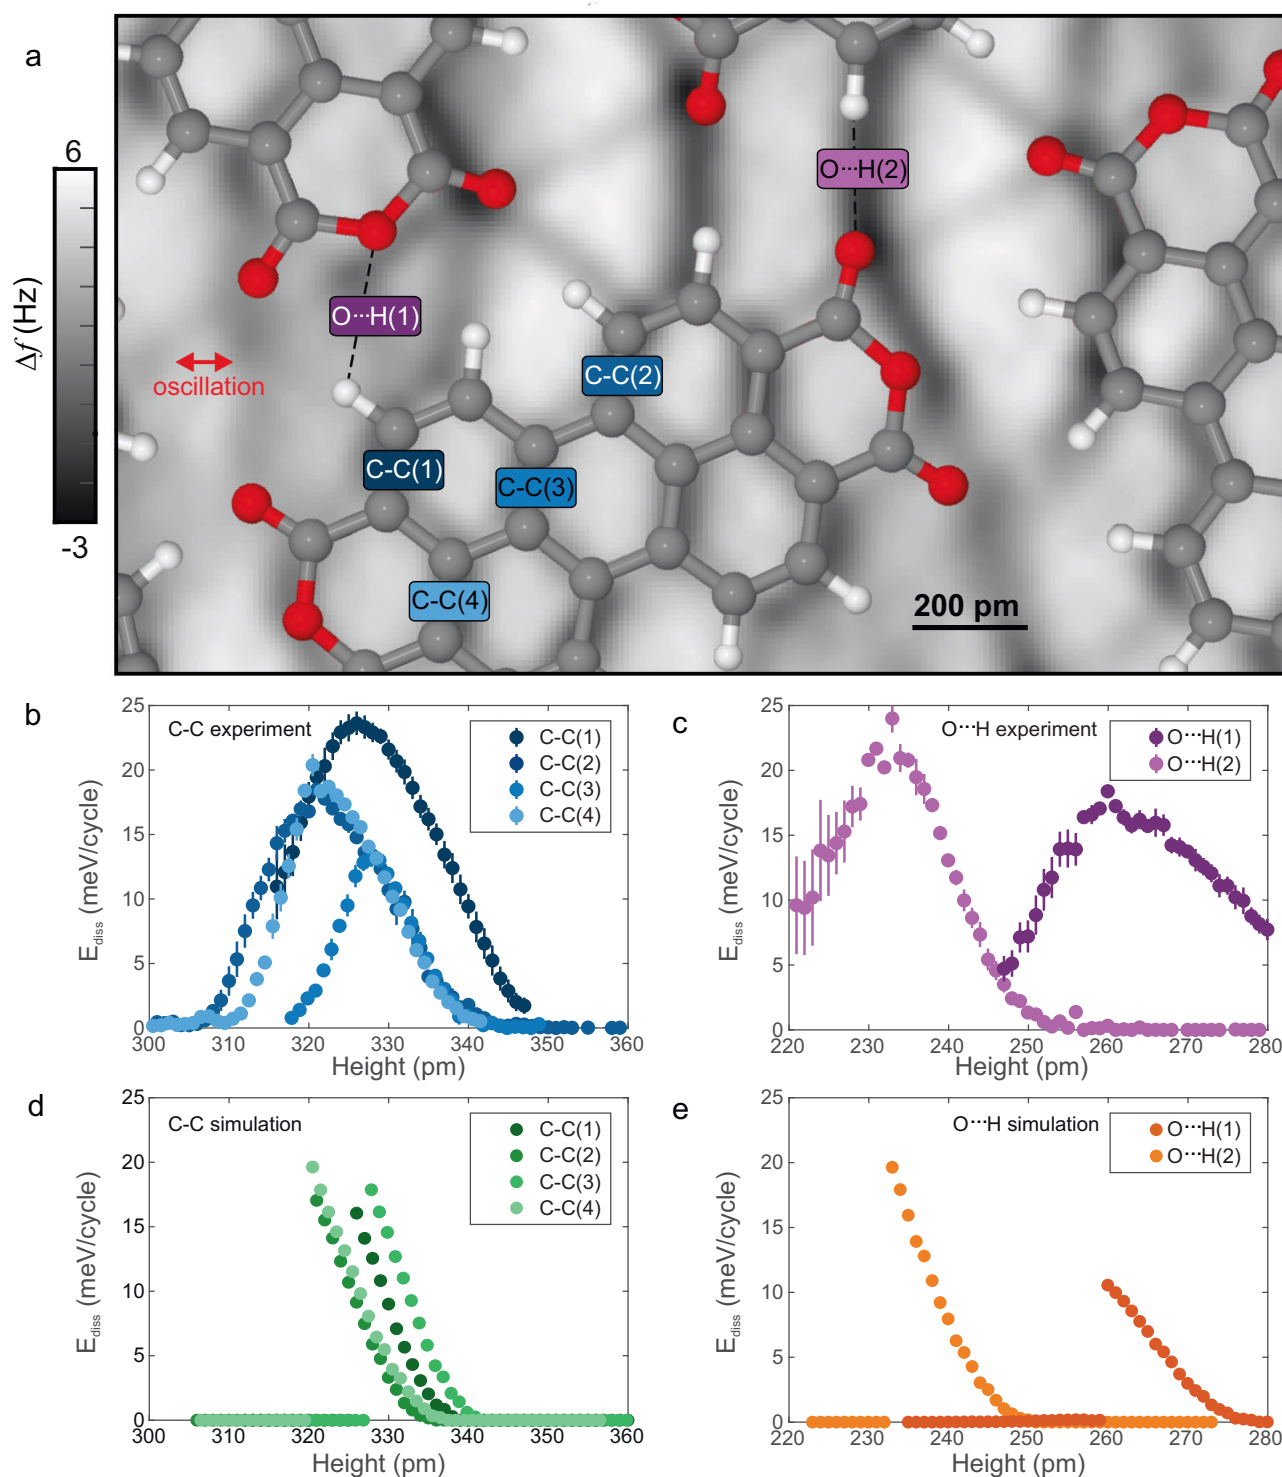 a
6
Δf (Hz)
-3
oscillation
O···H(1)
O···H(2)
C-C(2)
C-C(1)
C-C(3)
C-C(4)
200 pm
b
C-C experiment
C-C(1)
C-C(2)
C-C(3)
C-C(4)
25
20
15
10
5
0
E_diss (meV/cycle)
300 310 320 330 340 350 360
Height (pm)
c
O···H experiment
O···H(1)
O···H(2)
25
20
15
10
5
0
E_diss (meV/cycle)
220 230 240 250 260 270 280
Height (pm)
d
C-C simulation
C-C(1)
C-C(2)
C-C(3)
C-C(4)
25
20
15
10
5
0
E_diss (meV/cycle)
300 310 320 330 340 350 360
Height (pm)
e
O···H simulation
O···H(1)
O···H(2)
25
20
15
10
5
0
E_diss (meV/cycle)
220 230 240 250 260 270 280
Height (pm)